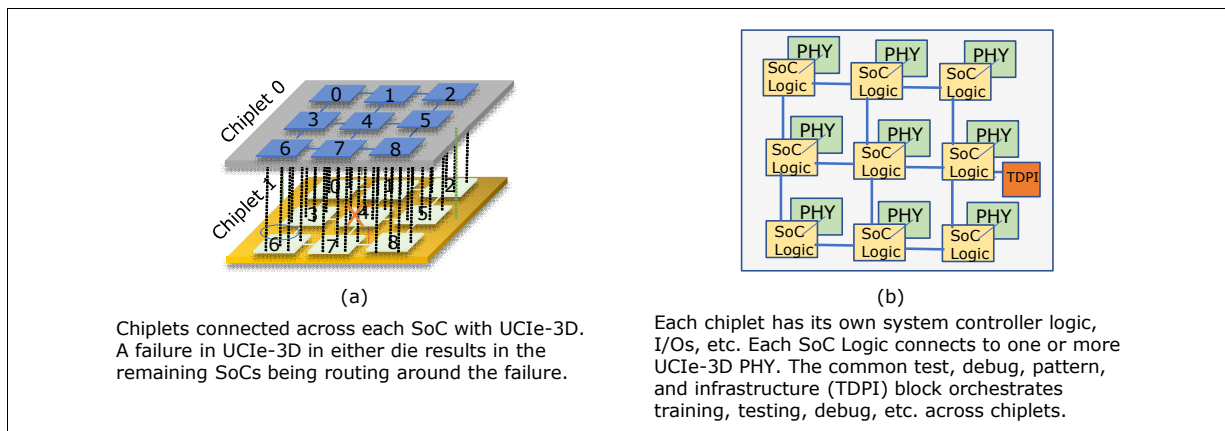 Chiplet 0
0 1 2
3 4 5
6 7 8
Chiplet 1
0 1 2
3 4 5
6 7 8
(a)
Chiplets connected across each SoC with UCIe-3D.
A failure in UCIe-3D in either die results in the
remaining SoCs being routing around the failure.
PHY PHY PHY
SoC Logic SoC Logic SoC Logic
PHY PHY PHY
SoC Logic SoC Logic SoC Logic
TDPI
PHY PHY PHY
SoC Logic SoC Logic SoC Logic
(b)
Each chiplet has its own system controller logic,
I/Os, etc. Each SoC Logic connects to one or more
UCIe-3D PHY. The common test, debug, pattern,
and infrastructure (TDPI) block orchestrates
training, testing, debug, etc. across chiplets.